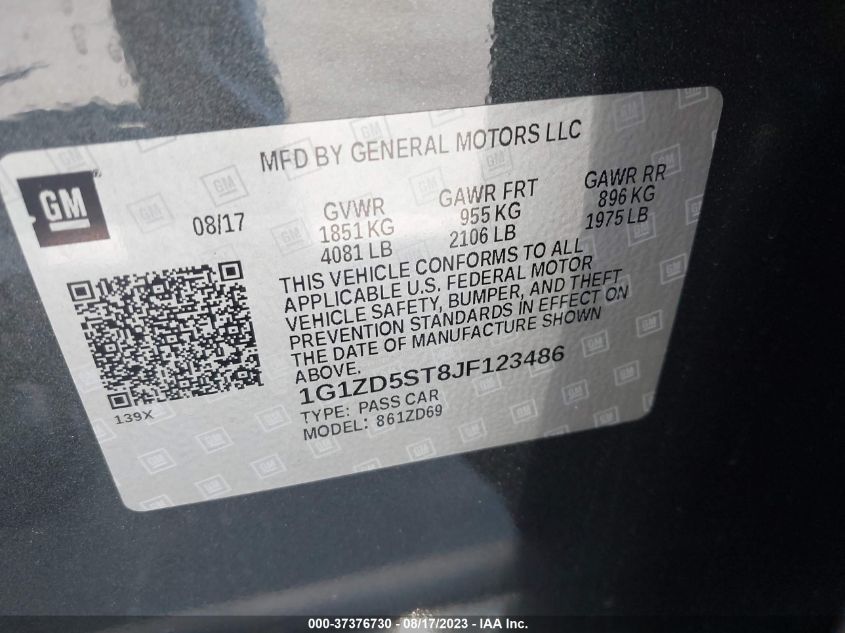 MFD BY GENERAL MOTORS LLC
GM
08/17
GVWR
1851 KG
4081 LB
GAWR FRT
955 KG
2106 LB
GAWR RR
896 KG
1975 LB
THIS VEHICLE CONFORMS TO ALL
APPLICABLE U.S. FEDERAL MOTOR
VEHICLE SAFETY, BUMPER, AND THEFT
PREVENTION STANDARDS IN EFFECT ON
THE DATE OF MANUFACTURE SHOWN
ABOVE.
1G1ZD5ST8JF123486
TYPE: PASS CAR
MODEL: 861ZD69
139X
000-37376730 - 08/17/2023 - IAA Inc.